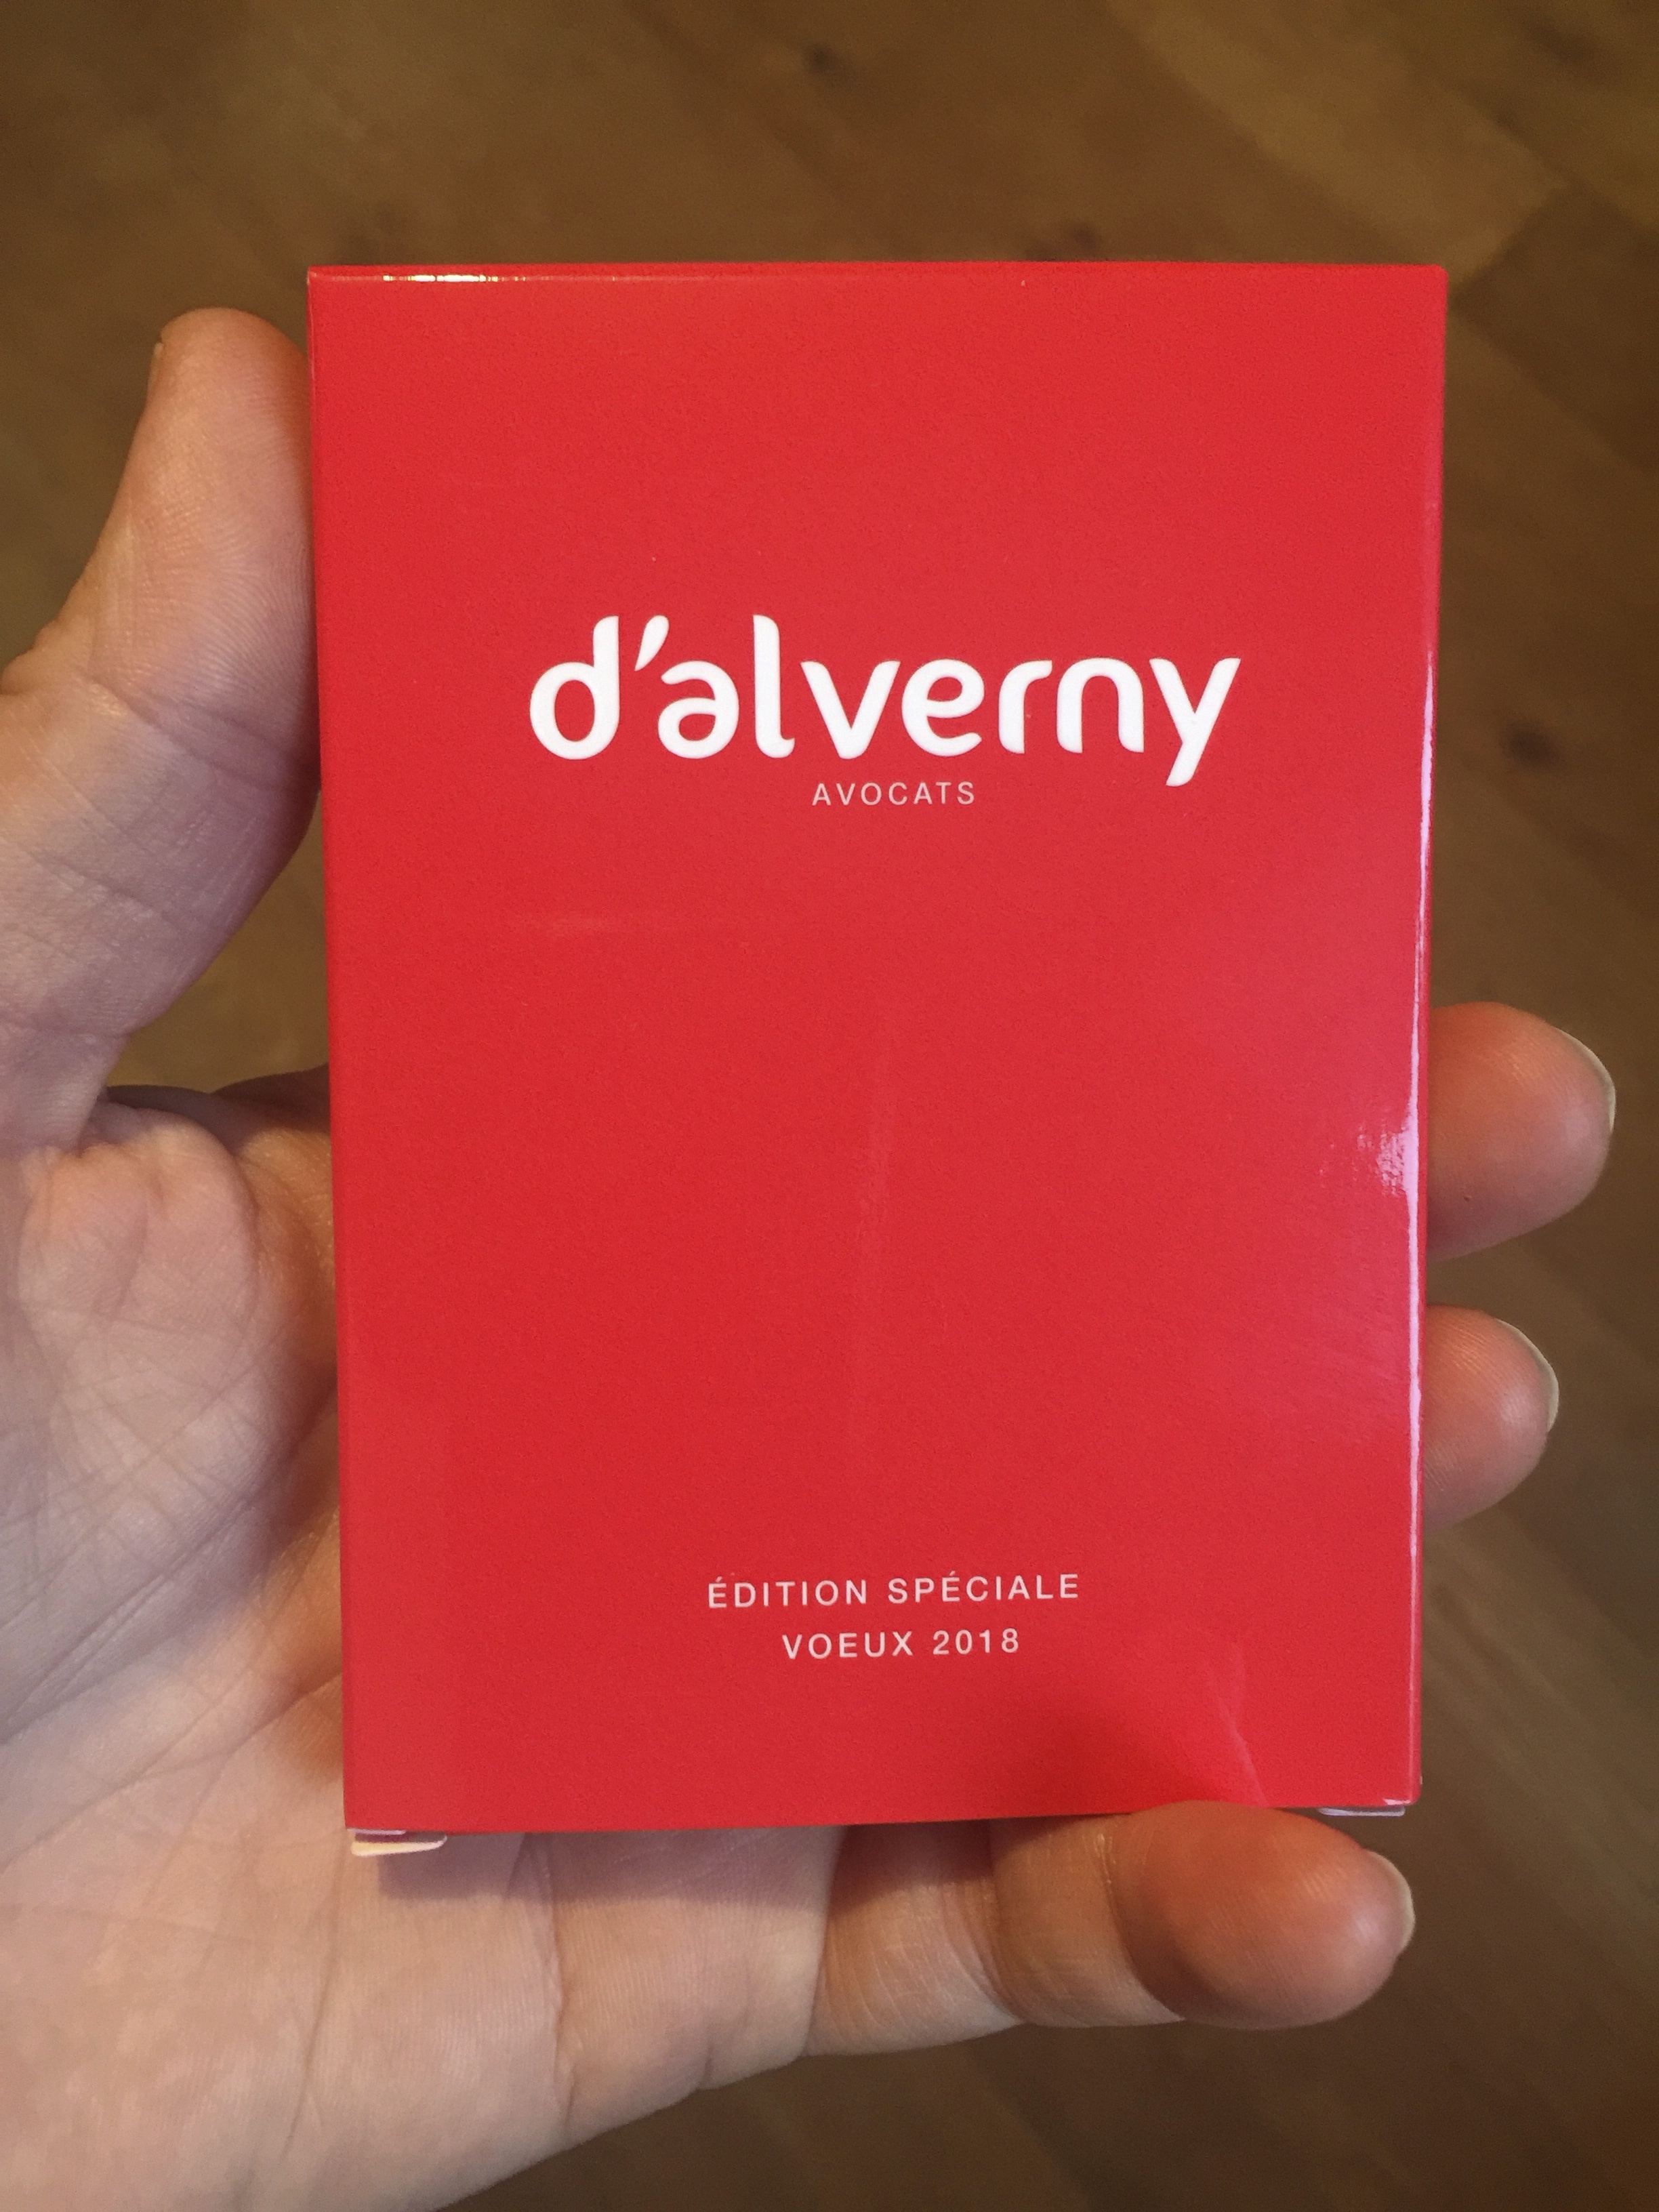 d'alverny
AVOCATS
ÉDITION SPÉCIALE
VOEUX 2018